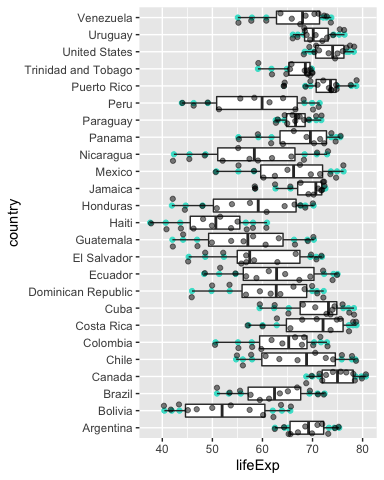 Venezuela
Uruguay
United States
Trinidad and Tobago
Puerto Rico
Peru
Paraguay
Panama
Nicaragua
Mexico
Jamaica
Honduras
Haiti
Guatemala
El Salvador
Ecuador
Dominican Republic
Cuba
Costa Rica
Colombia
Chile
Canada
Brazil
Bolivia
Argentina
country
40 50 60 70 80
lifeExp